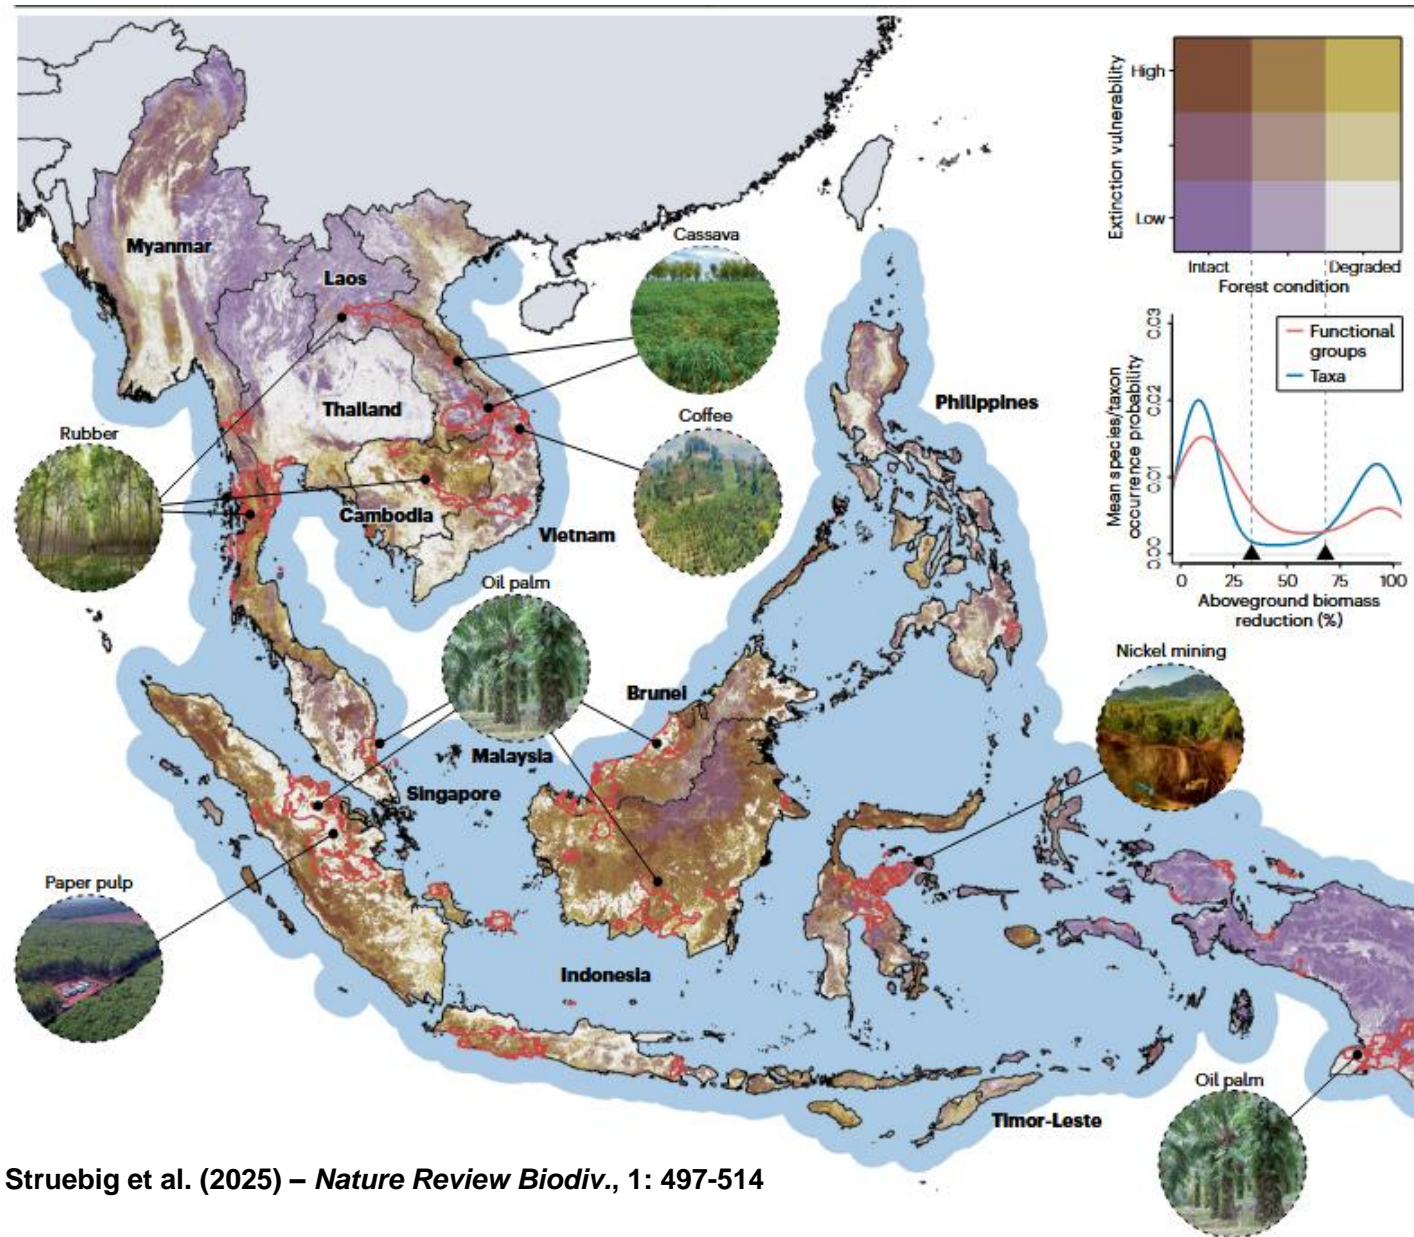 High
Low
Extinction vulnerability
Intact
Degraded
Forest condition
Functional
groups
Taxa
Mean species/taxon
occurrence probability
0.03
0.02
0.01
0.00
0
25
50
75
100
Aboveground biomass
reduction (%)
Myanmar
Laos
Cassava
Thailand
Coffee
Philippines
Rubber
Cambodia
Vietnam
Oil palm
Nickel mining
Brunei
Malaysia
Singapore
Paper pulp
Indonesia
Oil palm
Timor-Leste
Struebig et al. (2025) – Nature Review Biodiv., 1: 497-514